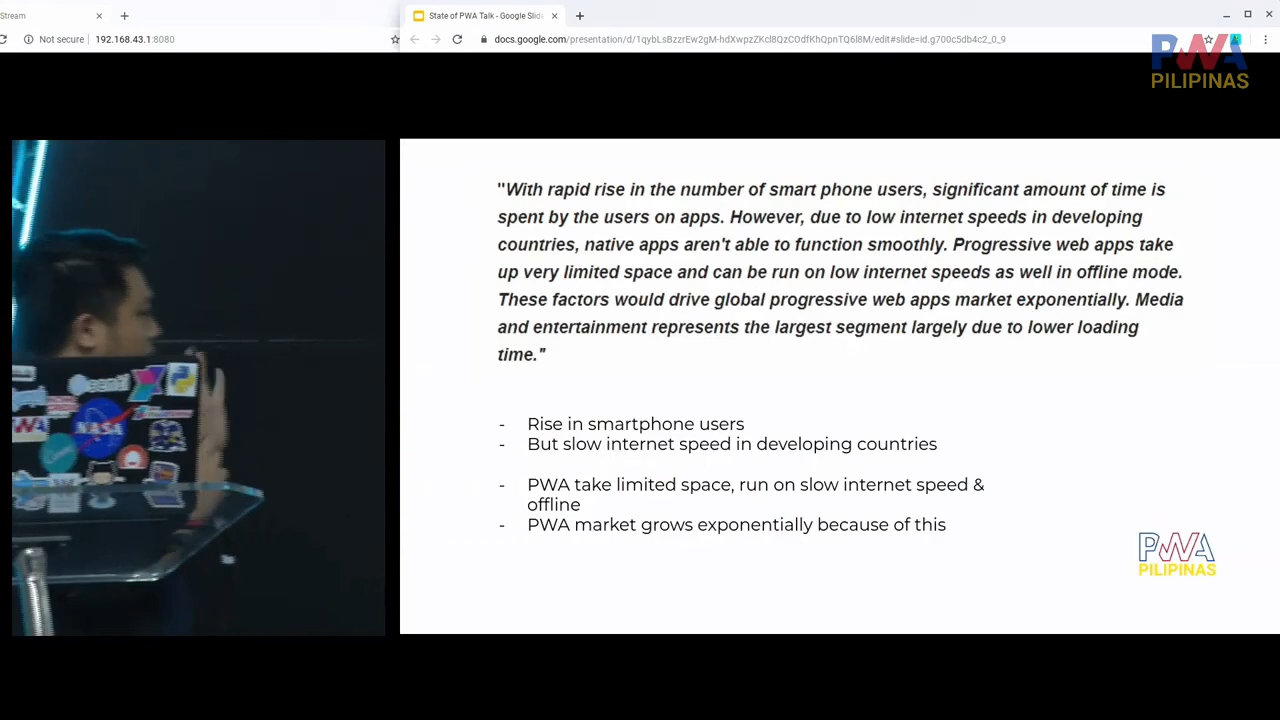 Stream
State of PWA Talk - Google Slid
Not secure
192.168.43.1:8080
docs.google.com/presentation/d/1qybLsBzzrEw2gM-hdXwpzZKcl8QzCOdfKhQpnTQ6l8M/edit#slide=id.g700c5db4c2_0_9
PWA
PILIPINAS
"With rapid rise in the number of smart phone users, significant amount of time is
spent by the users on apps. However, due to low internet speeds in developing
countries, native apps aren't able to function smoothly. Progressive web apps take
up very limited space and can be run on low internet speeds as well in offline mode.
These factors would drive global progressive web apps market exponentially. Media
and entertainment represents the largest segment largely due to lower loading
time."
- Rise in smartphone users
- But slow internet speed in developing countries
- PWA take limited space, run on slow internet speed &
offline
- PWA market grows exponentially because of this
NASA
PWA
PILIPINAS